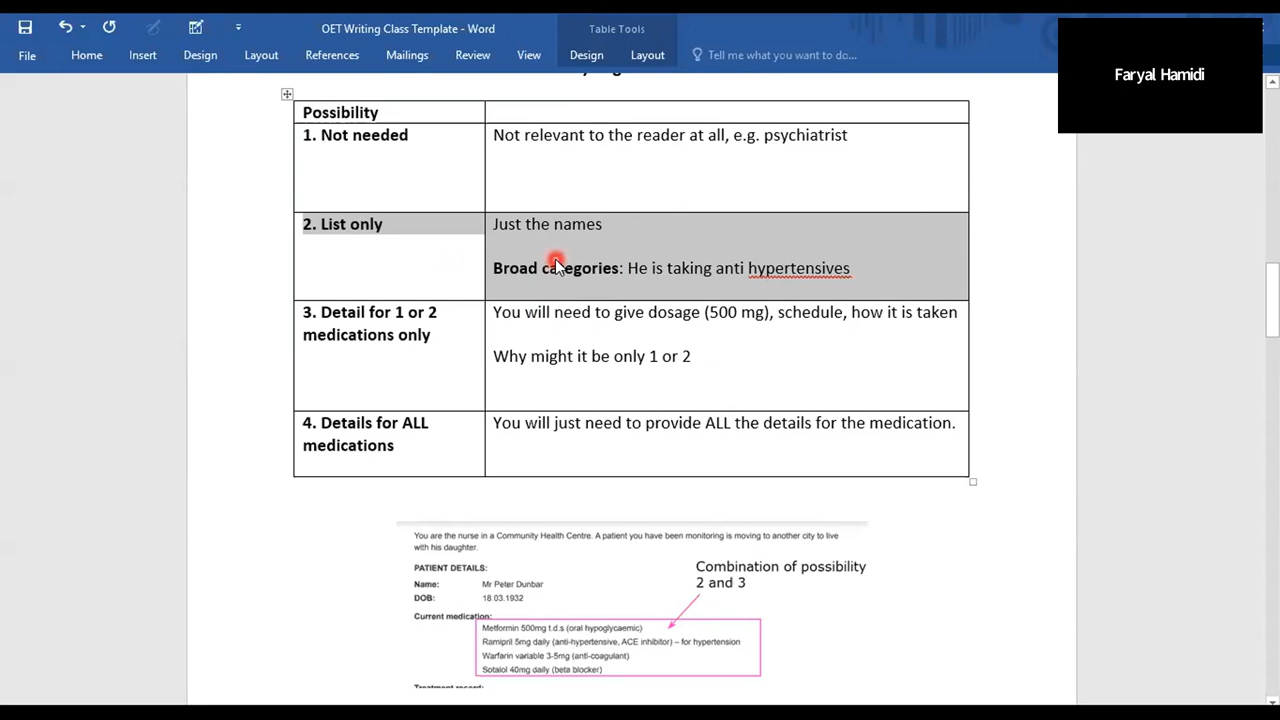 OET Writing Class Template - Word
Table Tools
File
Home
Insert
Design
Layout
References
Mailings
Review
View
Design
Layout
Tell me what you want to do...
Faryal Hamidi
Possibility
1. Not needed
Not relevant to the reader at all, e.g. psychiatrist
2. List only
Just the names
Broad categories: He is taking anti hypertensives
3. Detail for 1 or 2
medications only
You will need to give dosage (500 mg), schedule, how it is taken
Why might it be only 1 or 2
4. Details for ALL
medications
You will just need to provide ALL the details for the medication.
You are the nurse in a Community Health Centre. A patient you have been monitoring is moving to another city to live
with his daughter.
PATIENT DETAILS:
Name: Mr Peter Dunbar
DOB: 18.03.1932
Combination of possibility
2 and 3
Current medication:
Metformin 500mg t.d.s (oral hypoglycaemic)
Ramipril 5mg daily (anti-hypertensive, ACE inhibitor) – for hypertension
Warfarin variable 3-5mg (anti-coagulant)
Sotalol 40mg daily (beta blocker)
Treatment record: